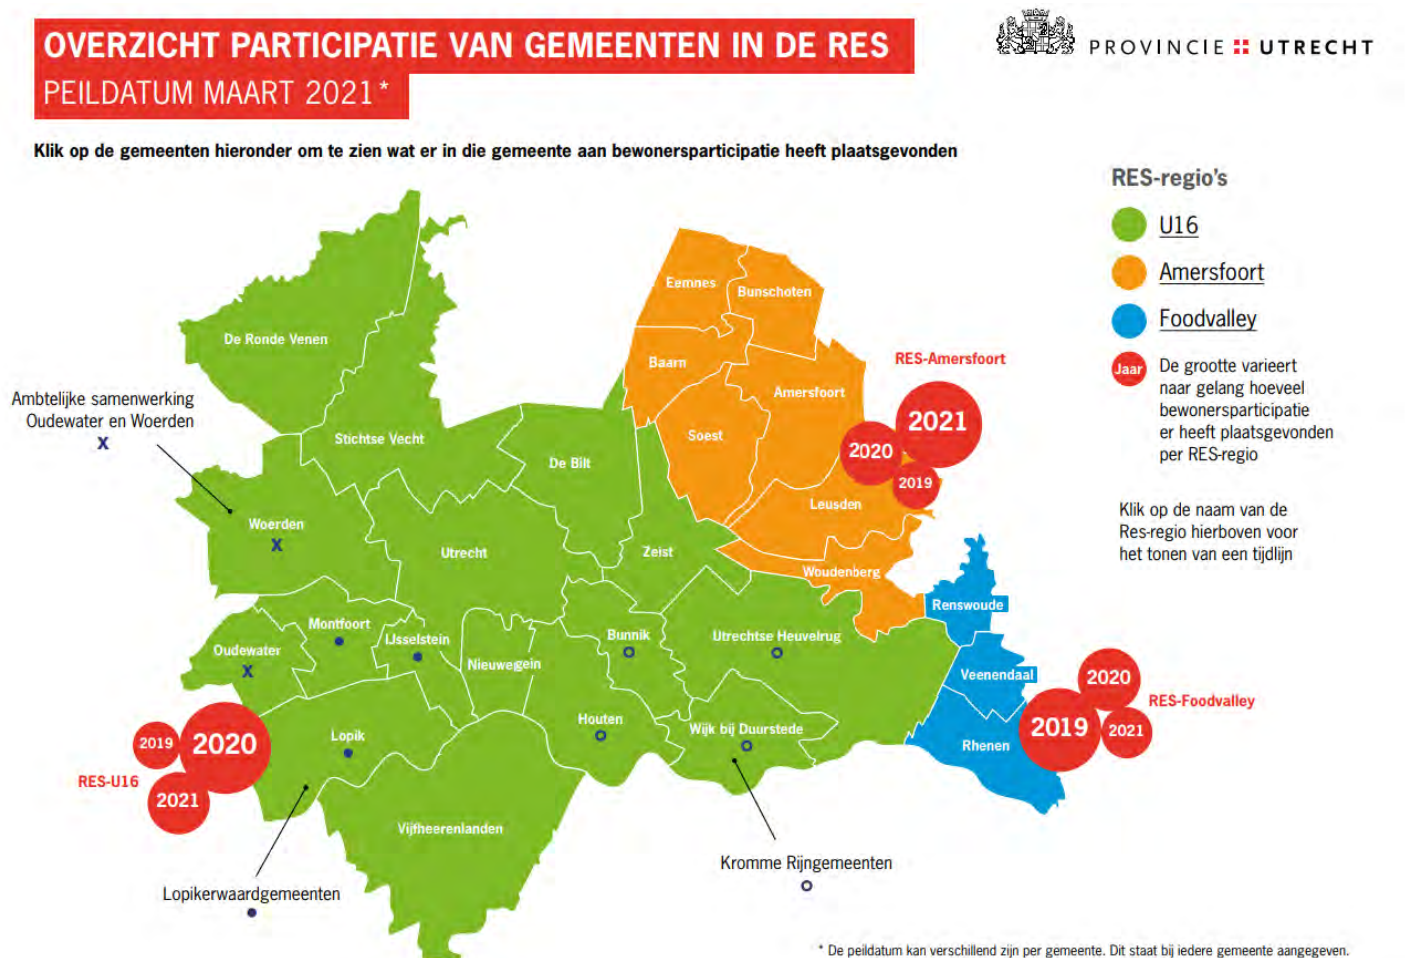 OVERZICHT PARTICIPATIE VAN GEMEENTEN IN DE RES
PEILDATUM MAART 2021*
PROVINCIE UTRECHT
Klik op de gemeenten hieronder om te zien wat er in die gemeente aan bewonersparticipatie heeft plaatsgevonden
RES-regio's
U16
Amersfoort
Foodvalley
Jaar
De grootte varieert
naar gelang hoeveel
bewonersparticipatie
er heeft plaatsgevonden
per RES-regio
Klik op de naam van de
Res-regio hierboven voor
het tonen van een tijdlijn
Eemnes
Bunschoten
De Ronde Venen
Baarn
RES-Amersfoort
Amersfoort
Ambtelijke samenwerking
Oudewater en Woerden
x
2021
Stichtse Vecht
Soest
2020
De Bilt
2019
Leusden
Woerden
x
Utrecht
Zeist
Woudenberg
Renswoude
Montfoort
IJsselstein
Bunnik
Utrechtse Heuvelrug
Oudewater
x
Nieuwegein
Veenendaal
2020
RES-Foodvalley
2019
2021
Houten
Wijk bij Duurstede
Rhenen
Lopik
2019
2020
RES-U16
2021
Vijfheerenlanden
Kromme Rijngemeenten
Lopikerwaardgemeenten
* De peildatum kan verschillend zijn per gemeente. Dit staat bij iedere gemeente aangegeven.